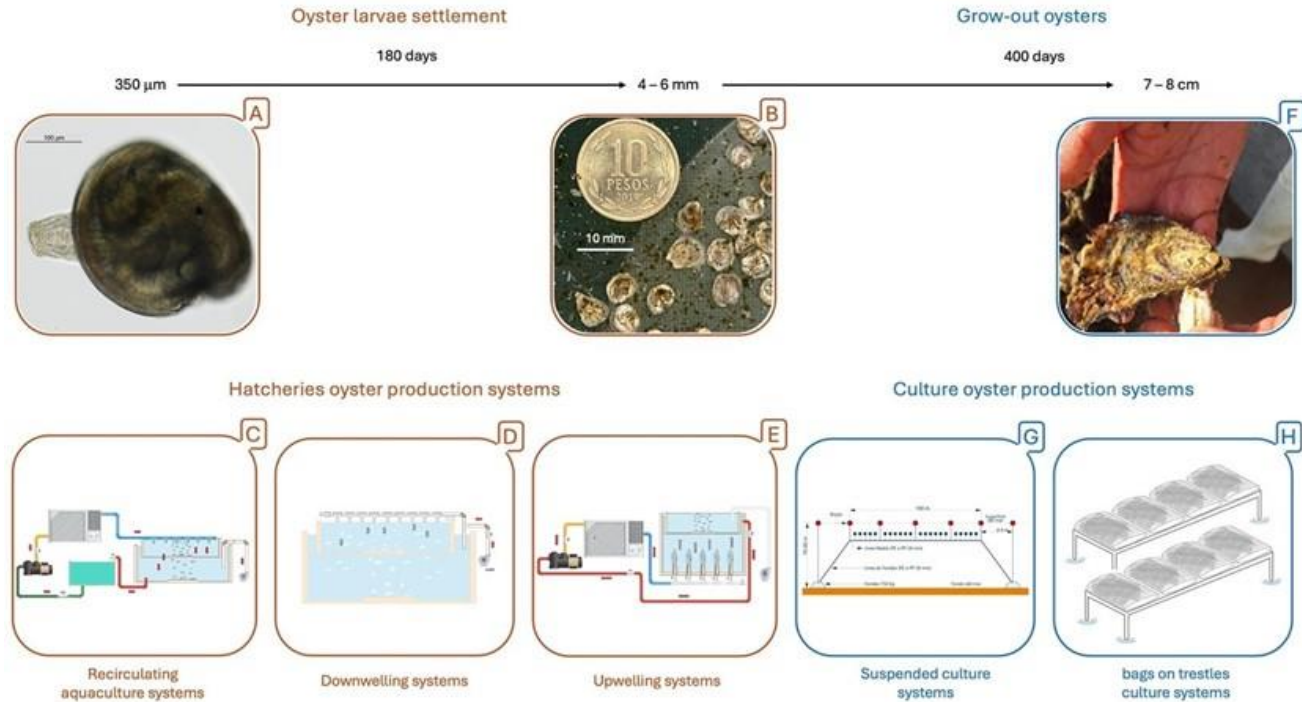 Oyster larvae settlement
Grow-out oysters
180 days
400 days
350 µm
4 – 6 mm
7 – 8 cm
A
B
F
100 µm
10
PESOS
10 mm
Hatcheries oyster production systems
Culture oyster production systems
C
D
E
G
H
100 m
Recirculating
aquaculture systems
Downwelling systems
Upwelling systems
Suspended culture
systems
bags on trestles
culture systems